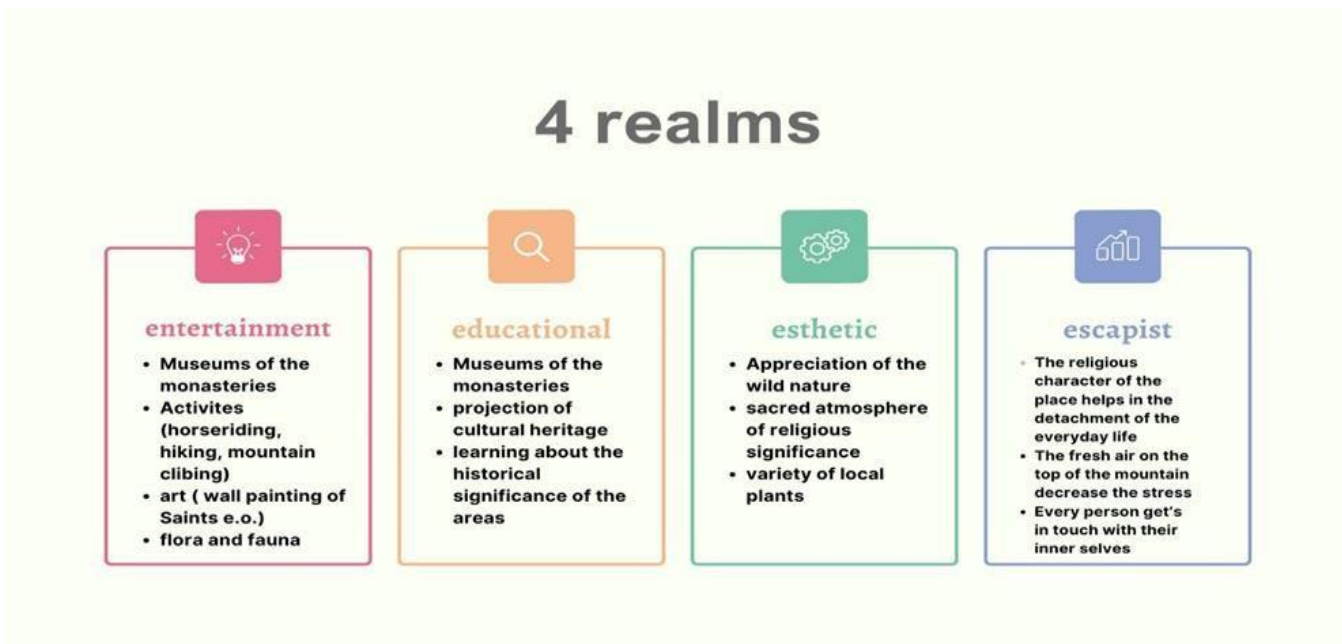 4 realms
entertainment
• Museums of the
monasteries
• Activites
(horseriding,
hiking, mountain
clibing)
• art ( wall painting of
Saints e.o.)
• flora and fauna
educational
• Museums of the
monasteries
• projection of
cultural heritage
• learning about the
historical
significance of the
areas
esthetic
• Appreciation of the
wild nature
• sacred atmosphere
of religious
significance
• variety of local
plants
escapist
• The religious
character of the
place helps in the
detachment of the
everyday life
• The fresh air on the
top of the mountain
decrease the stress
• Every person get's
in touch with their
inner selves